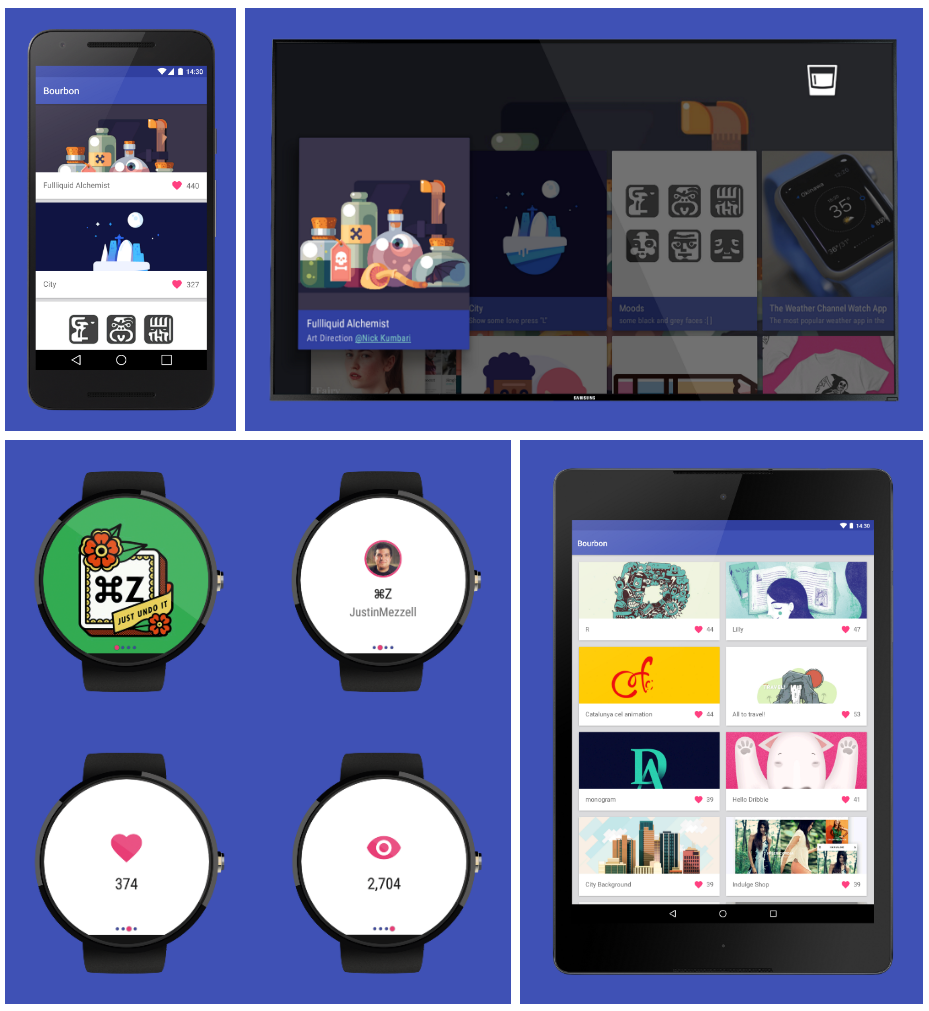 14:30
Bourbon
Fullliquid Alchemist
440
City
327
Fullliquid Alchemist
Art Direction @Nick Kumbari
City
Show some love press 'L'
Moods
some black and grey faces [ ]
Okinawa
35°
The Weather Channel Watch App
The most popular weather app in the
SAMSUNG
⌘Z
JUST UNDO IT
⌘Z
JustinMezzell
374
2,704
14:30
Bourbon
R
44
Lilly
47
Catalunya cel animation
44
All to travel!
53
DA
monogram
39
Hello Dribble
41
City Background
39
Indulge Shop
39